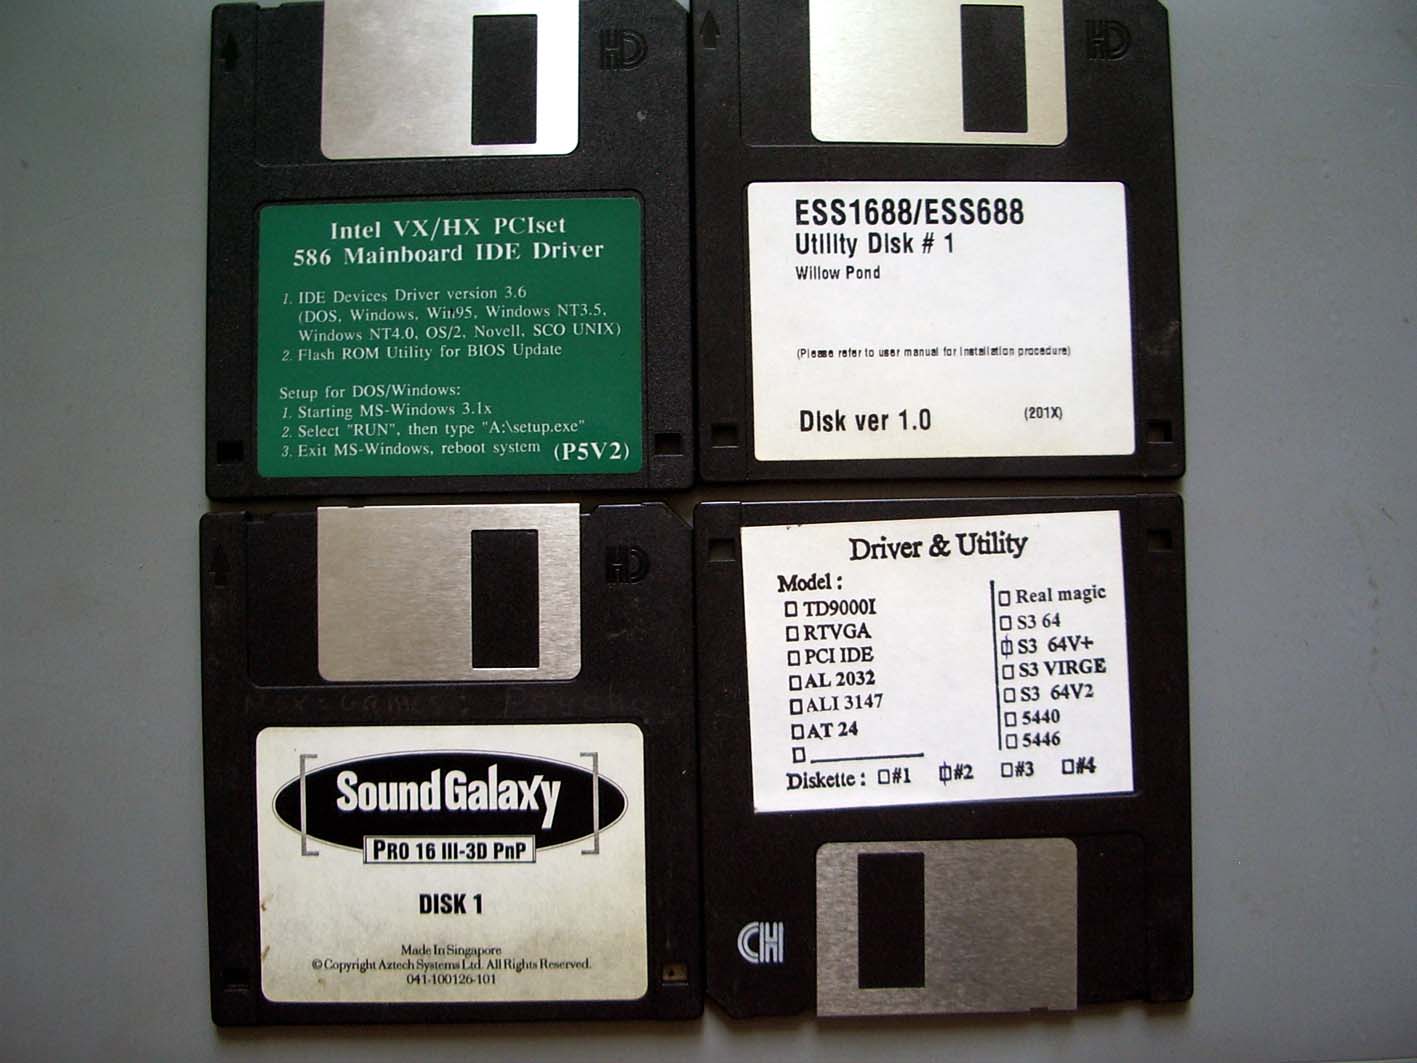 HD
Intel VX/HX PCIset
586 Mainboard IDE Driver
1. IDE Devices Driver version 3.6
(DOS, Windows, Win95, Windows NT3.5,
Windows NT4.0, OS/2, Novell, SCO UNIX)
2. Flash ROM Utility for BIOS Update
Setup for DOS/Windows:
1. Starting MS-Windows 3.1x
2. Select "RUN", then type "A:\setup.exe"
3. Exit MS-Windows, reboot system (P5V2)
HD
ESS1688/ESS688
Utility Disk # 1
Willow Pond
(Please refer to user manual for installation procedure)
Disk ver 1.0 (201X)
HD
SoundGalaxy
PRO 16 III-3D PnP
DISK 1
Made In Singapore
© Copyright Aztech Systems Ltd. All Rights Reserved.
041-100126-101
Driver & Utility
Model :
TD9000I
RTVGA
PCI IDE
AL 2032
ALI 3147
AT 24
Real magic
S3 64
S3 64V+
S3 VIRGE
S3 64V2
5440
5446
Diskette : #1 #2 #3 #4
HD